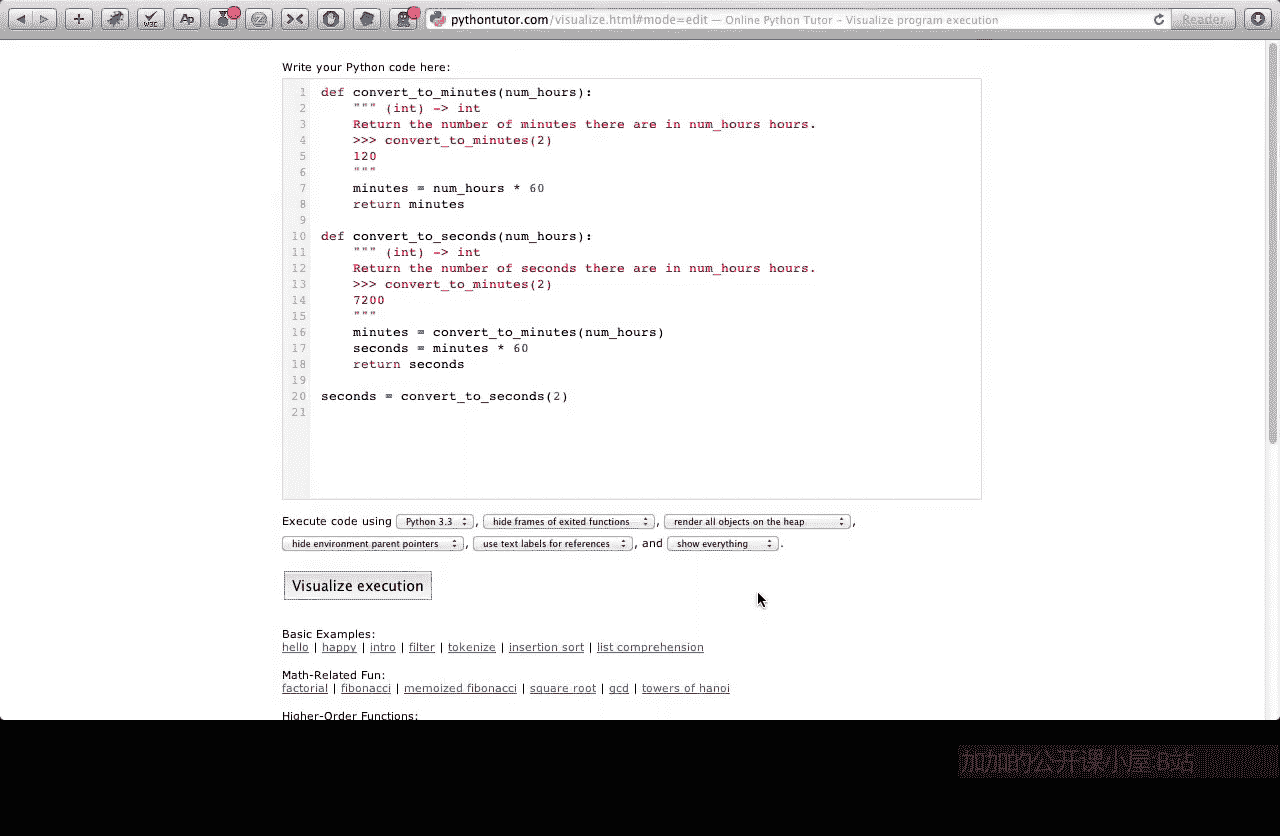 Ap
W3C
pythontutor.com/visualize.html#mode=edit — Online Python Tutor – Visualize program execution
Reader
Write your Python code here:
1 def convert_to_minutes(num_hours):
2     """ (int) -> int
3     Return the number of minutes there are in num_hours hours.
4     >>> convert_to_minutes(2)
5     120
6     """
7     minutes = num_hours * 60
8     return minutes
9
10 def convert_to_seconds(num_hours):
11     """ (int) -> int
12     Return the number of seconds there are in num_hours hours.
13     >>> convert_to_minutes(2)
14     7200
15     """
16     minutes = convert_to_minutes(num_hours)
17     seconds = minutes * 60
18     return seconds
19
20 seconds = convert_to_seconds(2)
21
Execute code using Python 3.3 , hide frames of exited functions , render all objects on the heap ,
hide environment parent pointers , use text labels for references , and show everything .
Visualize execution
Basic Examples:
hello | happy | intro | filter | tokenize | insertion sort | list comprehension
Math-Related Fun:
factorial | fibonacci | memoized fibonacci | square root | gcd | towers of hanoi
Higher-Order Functions:
加加的公开课小屋 B站